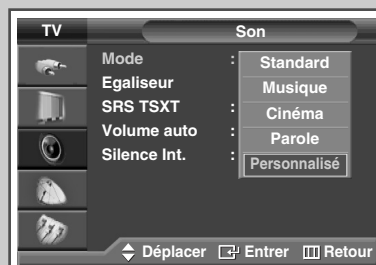 TV Son
Mode : Standard
Egaliseur Musique
SRS TSXT : Cinéma
Volume auto : Parole
Silence Int. : Personnalisé
Déplacer Entrer Retour